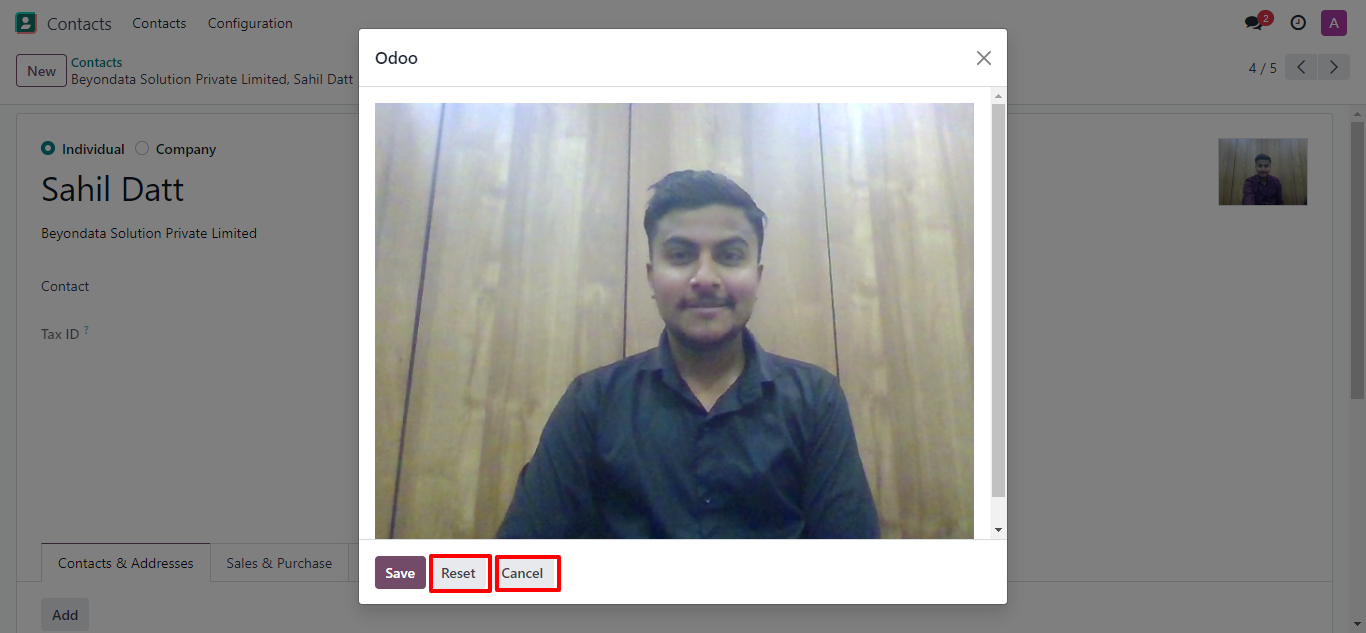 Contacts Contacts Configuration 2 A
New Contacts
Beyondata Solution Private Limited, Sahil Datt
4 / 5
Odoo
Individual Company
Sahil Datt
Beyondata Solution Private Limited
Contact
Tax ID ?
Contacts & Addresses Sales & Purchase
Save Reset Cancel
Add